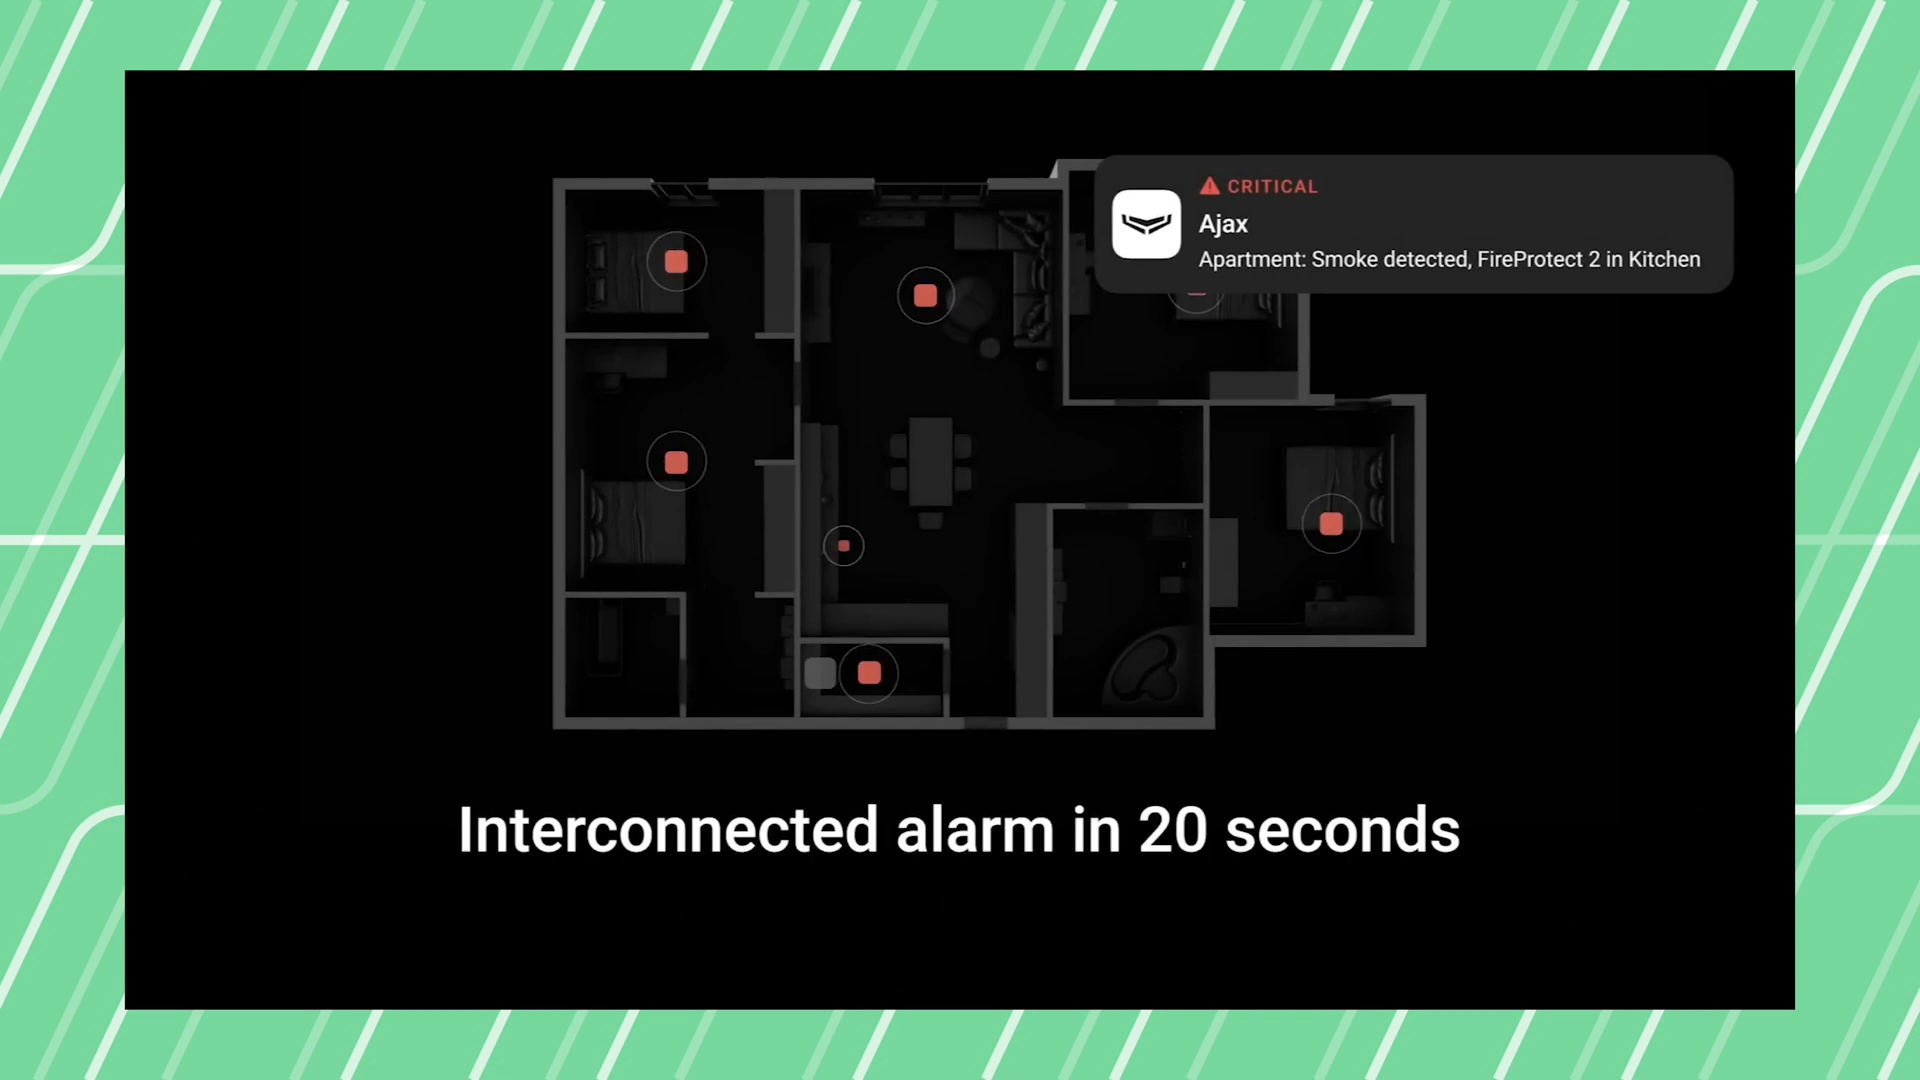 CRITICAL
Ajax
Apartment: Smoke detected, FireProtect 2 in Kitchen
Interconnected alarm in 20 seconds